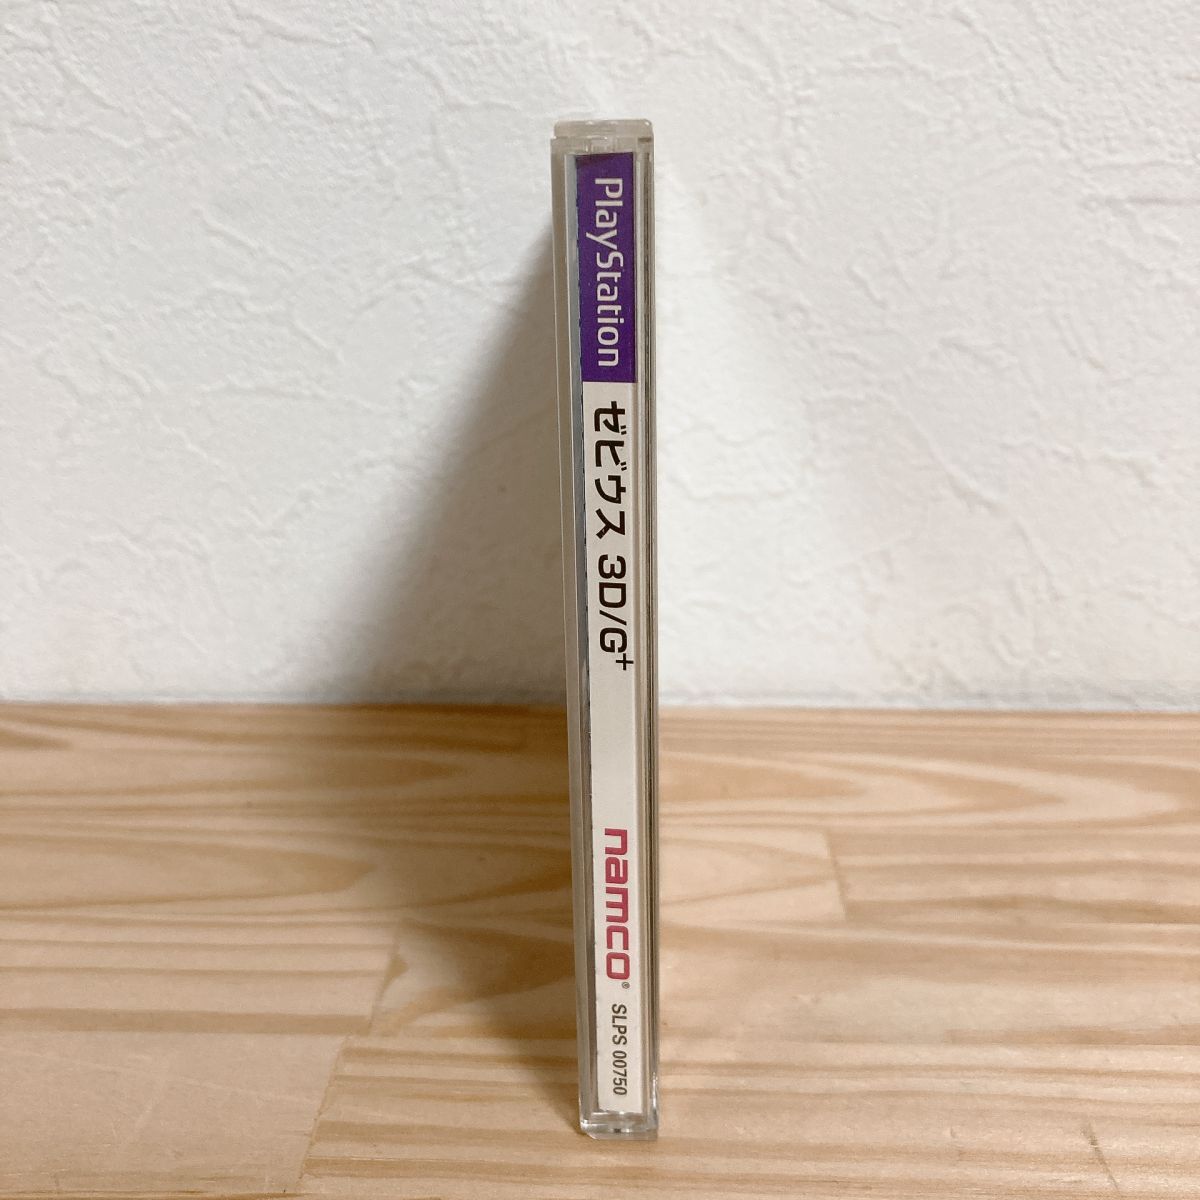 PlayStation
ゼビウス 3D/G+
namco®
SLPS 00750